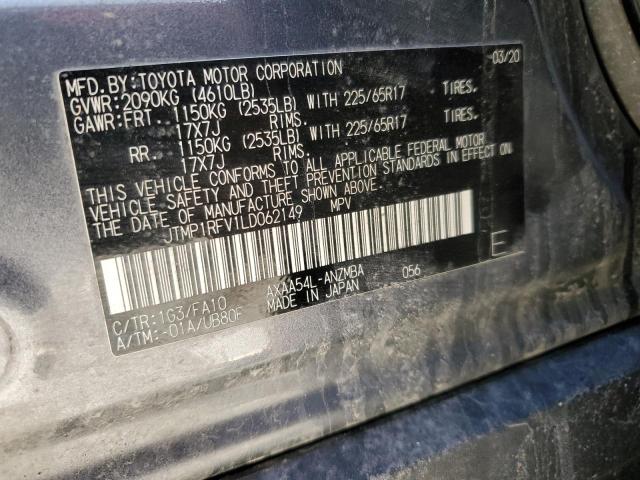 MFD. BY: TOYOTA MOTOR CORPORATION 03/20
GVWR: 2090KG (4610LB)
GAWR: FRT. 1150KG (2535LB) WITH 225/65R17 TIRES,
17X7J RIMS.
RR. 1150KG (2535LB) WITH 225/65R17 TIRES,
17X7J RIMS.
THIS VEHICLE CONFORMS TO ALL APPLICABLE FEDERAL MOTOR
VEHICLE SAFETY AND THEFT PREVENTION STANDARDS IN EFFECT ON
THE DATE OF MANUFACTURE SHOWN ABOVE.
JTMP1RFV1LD062149 MPV
C/TR: 1G3/FA10 AXAA54L-ANZMBA 056
A/TM: -01A/UB80F MADE IN JAPAN E